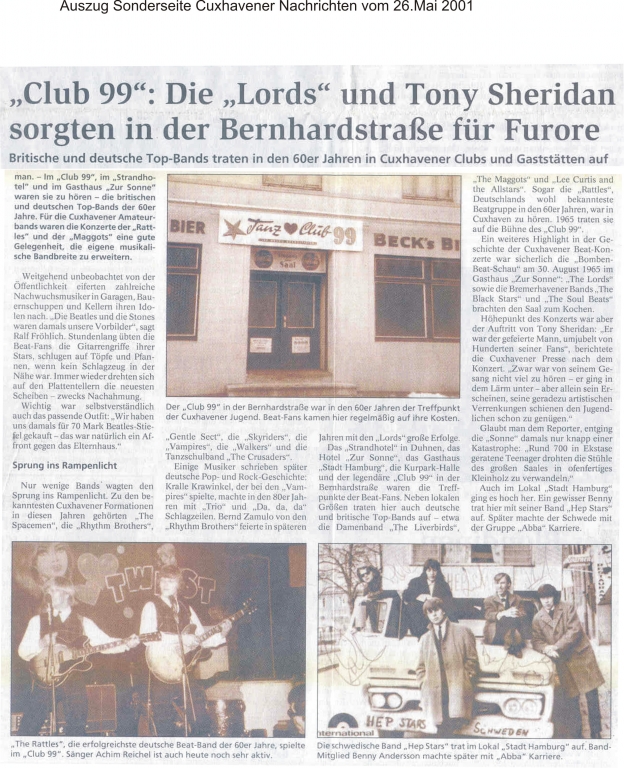 Auszug Sonderseite Cuxhavener Nachrichten vom 26.Mai 2001
„Club 99“: Die „Lords“ und Tony Sheridan
sorgten in der Bernhardstraße für Furore
Britische und deutsche Top-Bands traten in den 60er Jahren in Cuxhavener Clubs und Gaststätten auf
man. – Im „Club 99“, im „Strandho-
tel“ und im Gasthaus „Zur Sonne“
waren sie zu hören – die britischen
und deutschen Top-Bands der 60er
Jahre. Für die Cuxhavener Amateur-
bands waren die Konzerte der „Ratt-
les“ und der „Maggots“ eine gute
Gelegenheit, die eigene musikali-
sche Bandbreite zu erweitern.
Weitgehend unbeobachtet von der
Öffentlichkeit eiferten zahlreiche
Nachwuchsmusiker in Garagen, Bau-
ernschuppen und Kellern ihren Ido-
len nach. „Die Beatles und die Stones
waren damals unsere Vorbilder“, sagt
Ralf Fröhlich. Stundenlang übten die
Beat-Fans die Gitarrengriffe ihrer
Stars, schlugen auf Töpfe und Pfan-
nen, wenn kein Schlagzeug in der
Nähe war. Immer wieder drehten sich
auf den Plattentellern die neuesten
Scheiben – zwecks Nachahmung.
Wichtig war selbstverständlich
auch das passende Outfit: „Wir haben
uns damals für 70 Mark Beatles-Stie-
fel gekauft – das war natürlich ein Af-
front gegen das Elternhaus.“
Sprung ins Rampenlicht
Nur wenige Bands wagten den
Sprung ins Rampenlicht. Zu den be-
kanntesten Cuxhavener Formationen
in diesen Jahren gehörten „The
Spacemen“, die „Rhythm Brothers“,
BIER
Tanz Club 99
Saal
BECK's BI
Der „Club 99“ in der Bernhardstraße war in den 60er Jahren der Treffpunkt
der Cuxhavener Jugend. Beat-Fans kamen hier regelmäßig auf ihre Kosten.
„Gentle Sect“, die „Skyriders“, die
„Vampires“, die „Walkers“ und die
Tanzschulband „The Crusaders“.
Einige Musiker schrieben später
deutsche Pop- und Rock-Geschichte:
Kralle Krawinkel, der bei den „Vam-
pires“ spielte, machte in den 80er Jah-
ren mit „Trio“ und „Da, da, da“
Schlagzeilen. Bernd Zamulo von den
„Rhythm Brothers“ feierte in späteren
Jahren mit den „Lords“ große Erfolge.
Das „Strandhotel“ in Duhnen, das
Hotel „Zur Sonne“, das Gasthaus
„Stadt Hamburg“, die Kurpark-Halle
und der legendäre „Club 99“ in der
Bernhardstraße waren die Treff-
punkte der Beat-Fans. Neben lokalen
Größen traten hier auch deutsche
und britische Top-Bands auf – etwa
die Damenband „The Liverbirds“,
„The Maggots“ und „Lee Curtis and
the Allstars“. Sogar die „Rattles“,
Deutschlands wohl bekannteste
Beatgruppe in den 60er Jahren, war in
Cuxhaven zu hören. 1965 traten sie
auf die Bühne des „Club 99“.
Ein weiteres Highlight in der Ge-
schichte der Cuxhavener Beat-Kon-
zerte war sicherlich die „Bomben-
Beat-Schau“ am 30. August 1965 im
Gasthaus „Zur Sonne“: „The Lords“
sowie die Bremerhavener Bands „The
Black Stars“ und „The Soul Beats“
brachten den Saal zum Kochen.
Höhepunkt des Konzerts war aber
der Auftritt von Tony Sheridan: „Er
war der gefeierte Mann, umjubelt von
Hunderten seiner Fans“, berichtete
die Cuxhavener Presse nach dem
Konzert. „Zwar war von seinem Ge-
sang nicht viel zu hören – er ging in
dem Lärm unter – aber allein sein Er-
scheinen, seine geradezu artistischen
Verrenkungen schienen den Jugend-
lichen schon zu genügen.“
Glaubt man dem Reporter, entging
die „Sonne“ damals nur knapp einer
Katastrophe: „Rund 700 in Ekstase
geratene Teenager drohten die Stühle
des großen Saales in ofenfertiges
Kleinholz zu verwandeln.“
Auch im Lokal „Stadt Hamburg“
ging es hoch her. Ein gewisser Benny
trat hier mit seiner Band „Hep Stars“
auf. Später machte der Schwede mit
der Gruppe „Abba“ Karriere.
TWIST
„The Rattles“, die erfolgreichste deutsche Beat-Band der 60er Jahre, spielte
im „Club 99“. Sänger Achim Reichel ist auch heute noch sehr aktiv.
HEP STARS
SCHWEDEN
International
Die schwedische Band „Hep Stars“ trat im Lokal „Stadt Hamburg“ auf. Band-
Mitglied Benny Andersson machte später mit „Abba“ Karriere.